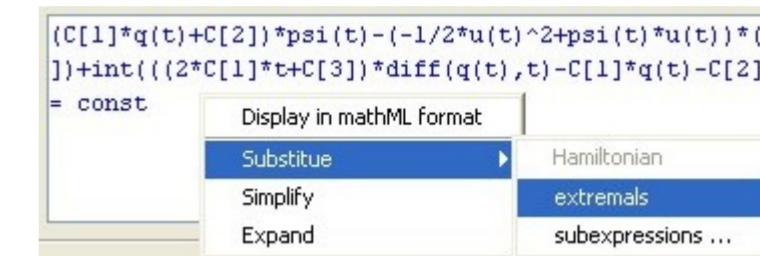 (C[1]*q(t)+C[2])*psi(t)-(-1/2*u(t)^2+psi(t)*u(t))*(
])+int(((2*C[1]*t+C[3])*diff(q(t),t)-C[1]*q(t)-C[2]
= const
Display in mathML format
Substitue
Hamiltonian
Simplify
extremals
Expand
subexpressions ...